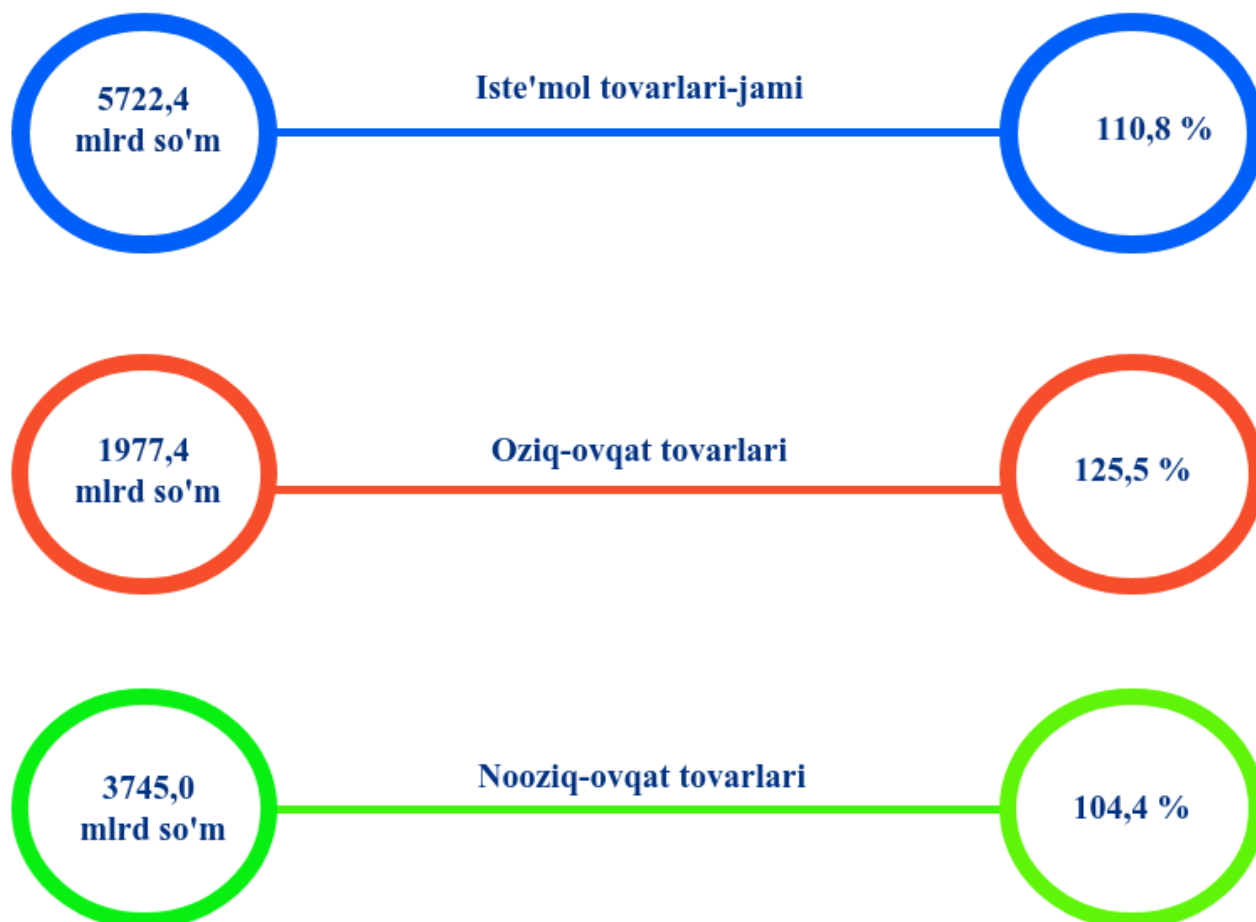 5722,4
mlrd so'm
Iste'mol tovarlari-jami
110,8 %
1977,4
mlrd so'm
Oziq-ovqat tovarlari
125,5 %
3745,0
mlrd so'm
Nooziq-ovqat tovarlari
104,4 %